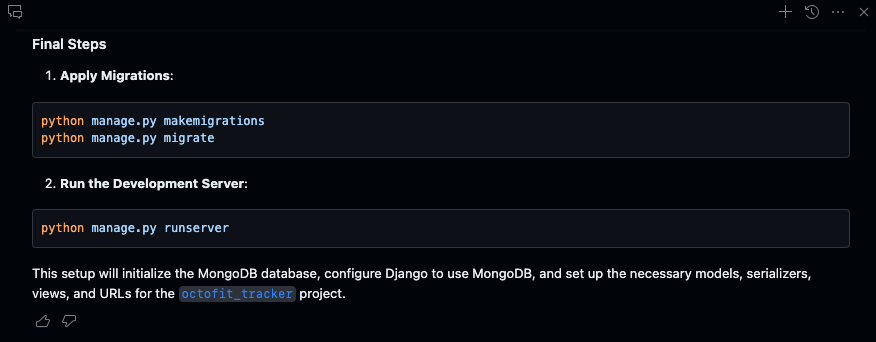 Final Steps
1. Apply Migrations:
python manage.py makemigrations
python manage.py migrate
2. Run the Development Server:
python manage.py runserver
This setup will initialize the MongoDB database, configure Django to use MongoDB, and set up the necessary models, serializers,
views, and URLs for the octofit_tracker project.